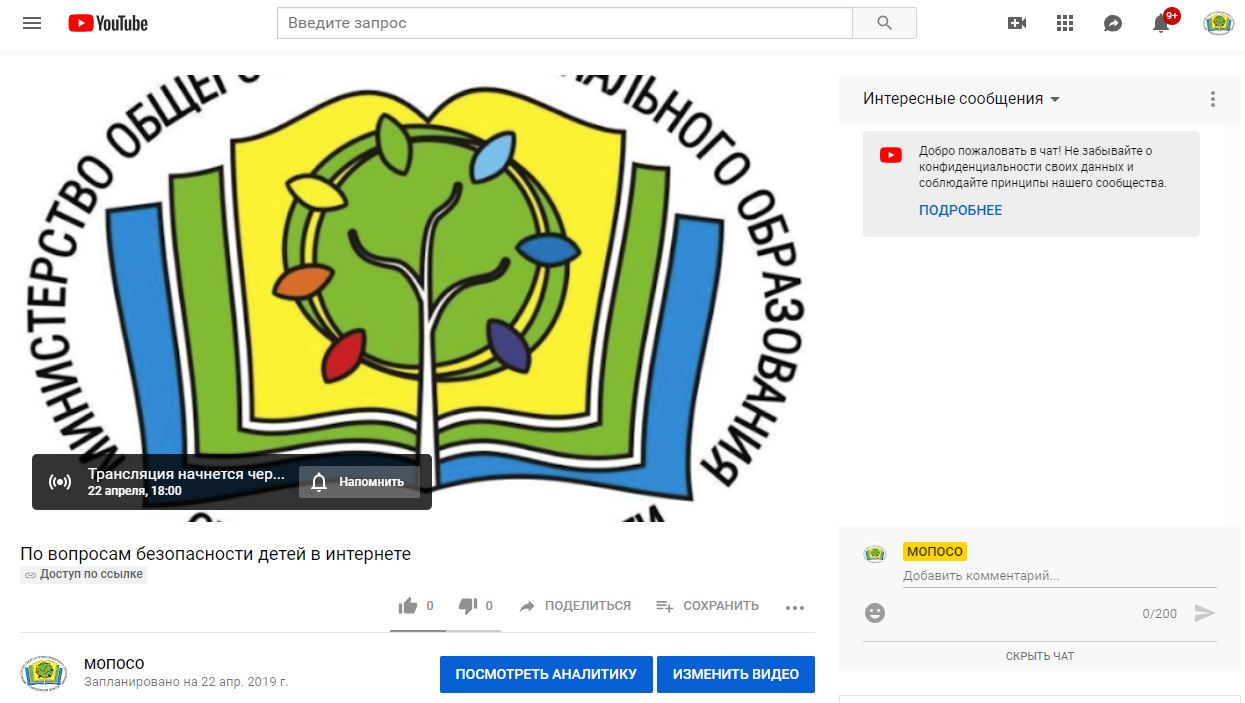 YouTube
Введите запрос
9+
МИНИСТЕРСТВО ОБЩЕГО
ОБРАЗОВАНИЯ
Интересные сообщения
Добро пожаловать в чат! Не забывайте о
конфиденциальности своих данных и
соблюдайте принципы нашего сообщества.
ПОДРОБНЕЕ
Трансляция начнется чер...
22 апреля, 18:00
Напомнить
По вопросам безопасности детей в интернете
Доступ по ссылке
0
0
ПОДЕЛИТЬСЯ
СОХРАНИТЬ
МОПОСО
Запланировано на 22 апр. 2019 г.
ПОСМОТРЕТЬ АНАЛИТИКУ
ИЗМЕНИТЬ ВИДЕО
МОПОСО
Добавить комментарий...
0/200
СКРЫТЬ ЧАТ